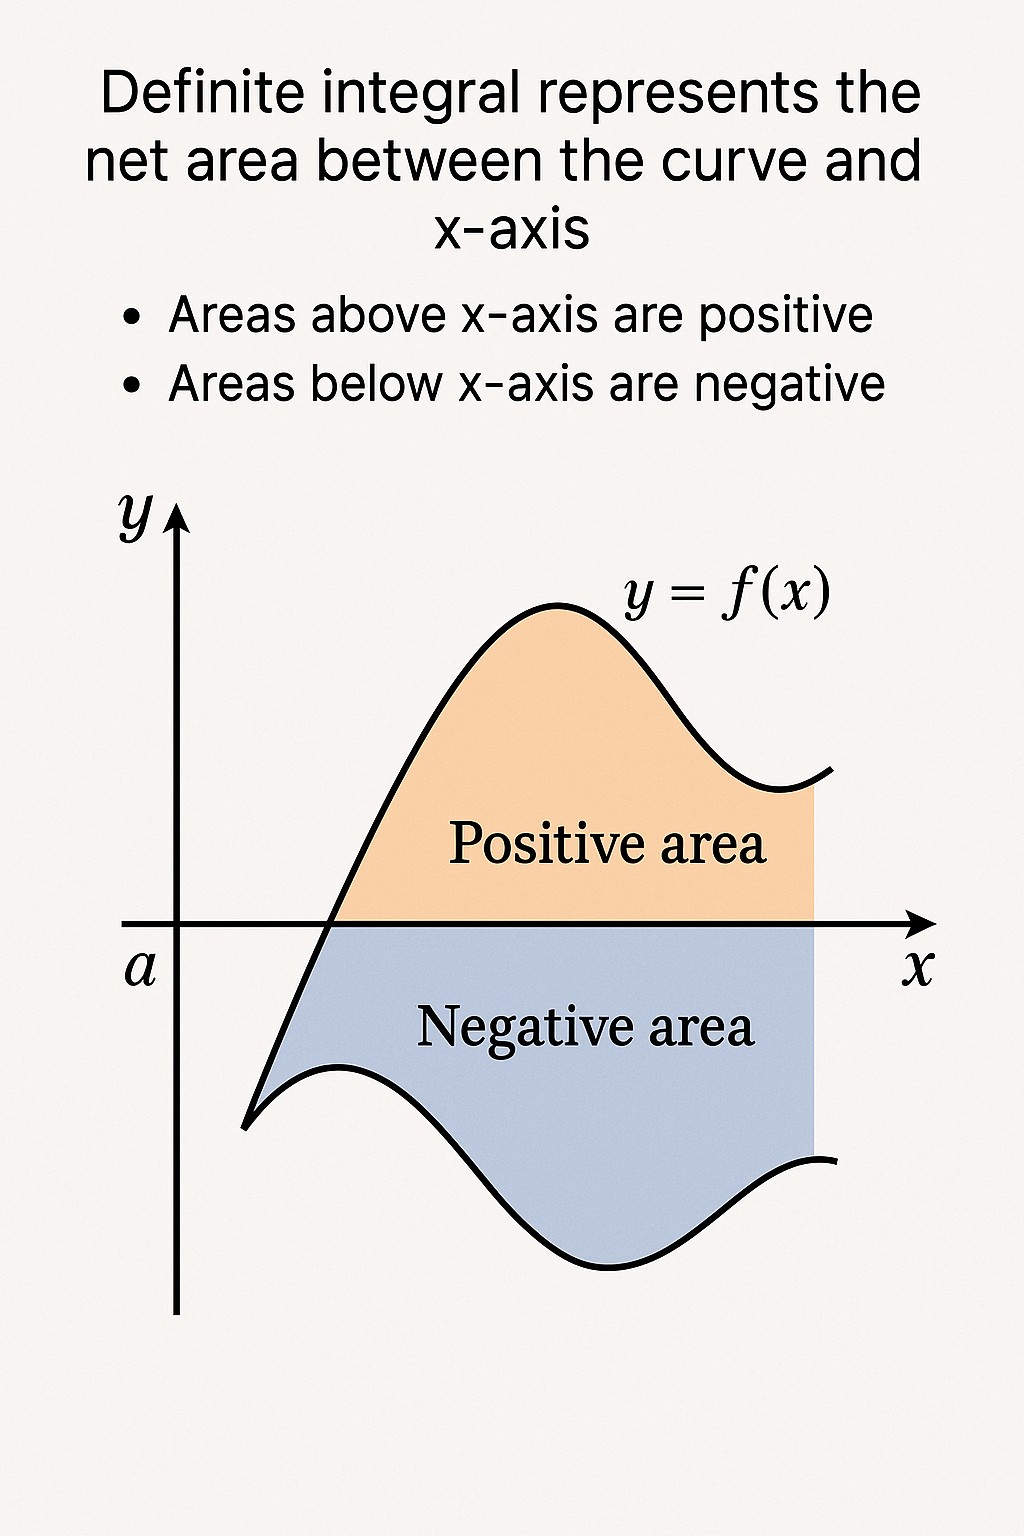 Definite integral represents the
net area between the curve and
x-axis
• Areas above x-axis are positive
• Areas below x-axis are negative
y
y = f(x)
Positive area
a
x
Negative area